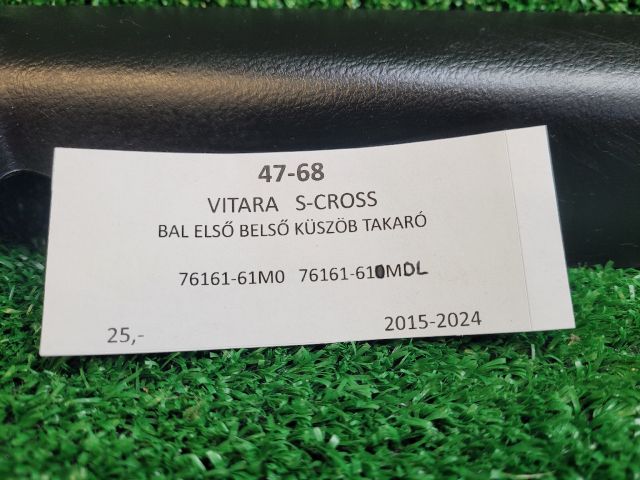 47-68
VITARA S-CROSS
BAL ELSŐ BELSŐ KÜSZÖB TAKARÓ
76161-61M0 76161-610MDL
25,- 2015-2024